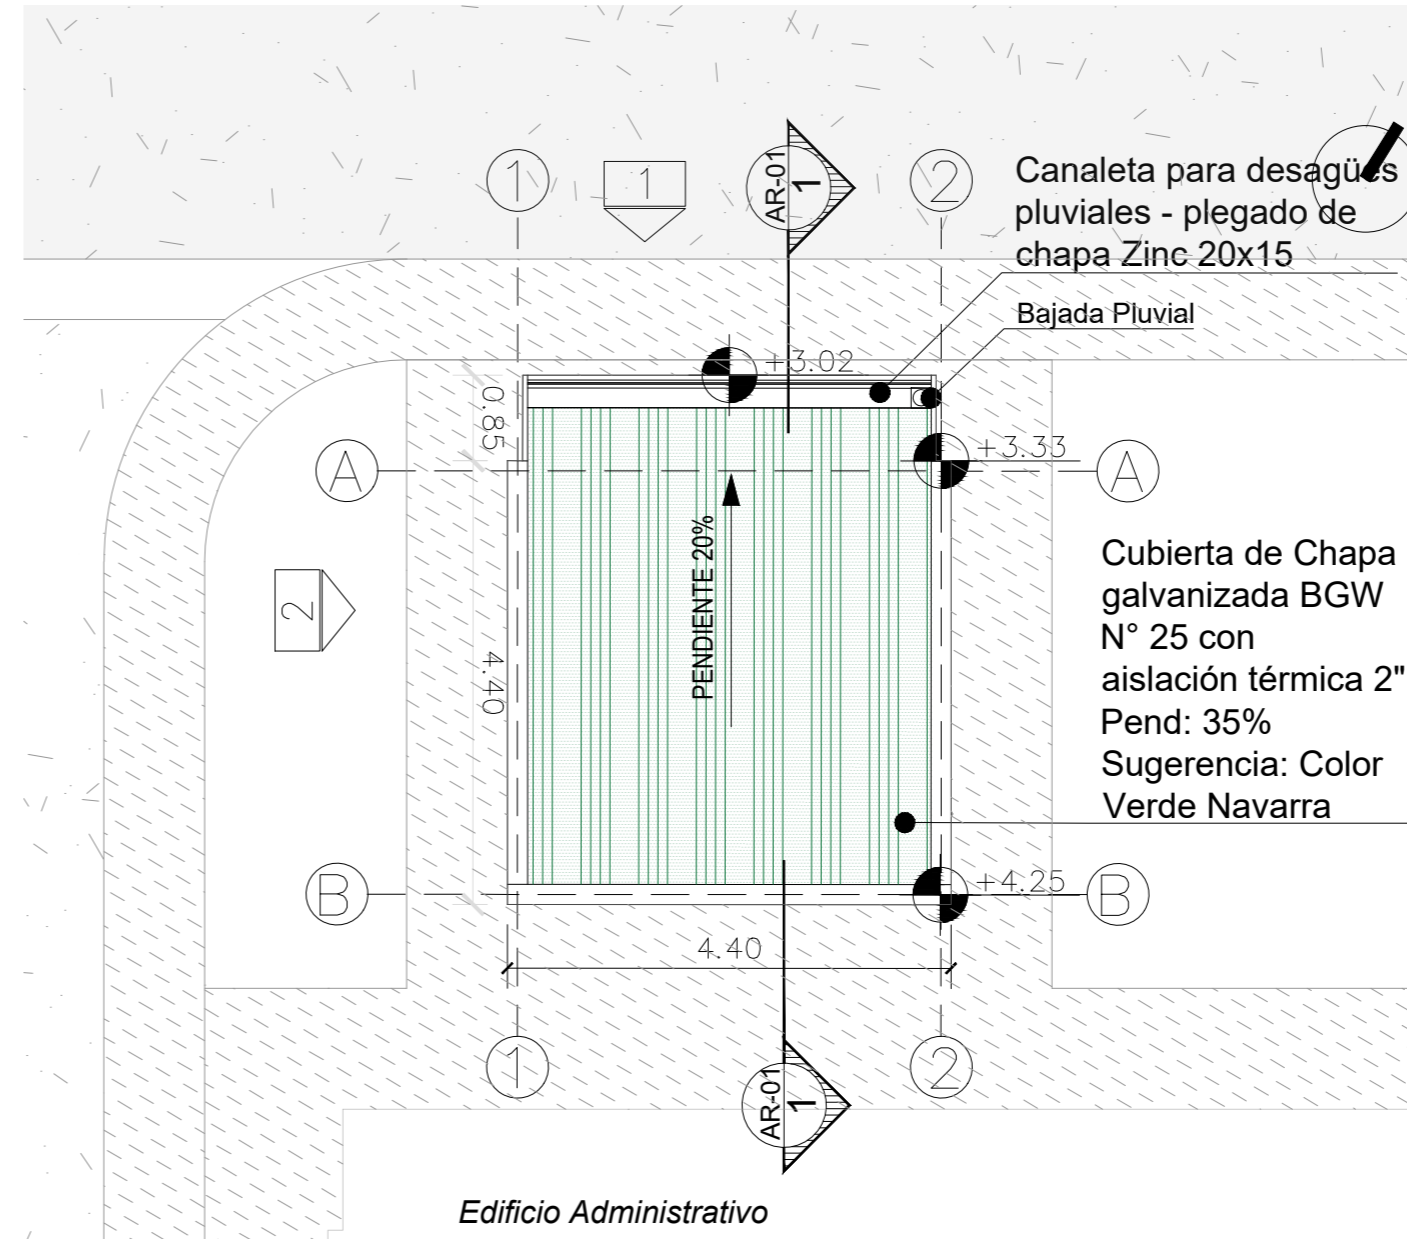 1
1
AR-01
1
2
Canaleta para desagües
pluviales - plegado de
chapa Zinc 20x15
Bajada Pluvial
+3.02
0.85
+3.33
A
A
PENDIENTE 20%
Cubierta de Chapa
galvanizada BGW
N° 25 con
aislación térmica 2"
Pend: 35%
Sugerencia: Color
Verde Navarra
2
4.40
B
+4.25
B
4.40
1
2
AR-01
1
Edificio Administrativo